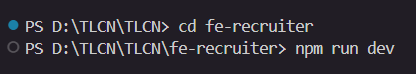 PS D:\TLCN\TLCN> cd fe-recruiter
PS D:\TLCN\TLCN\fe-recruiter> npm run dev